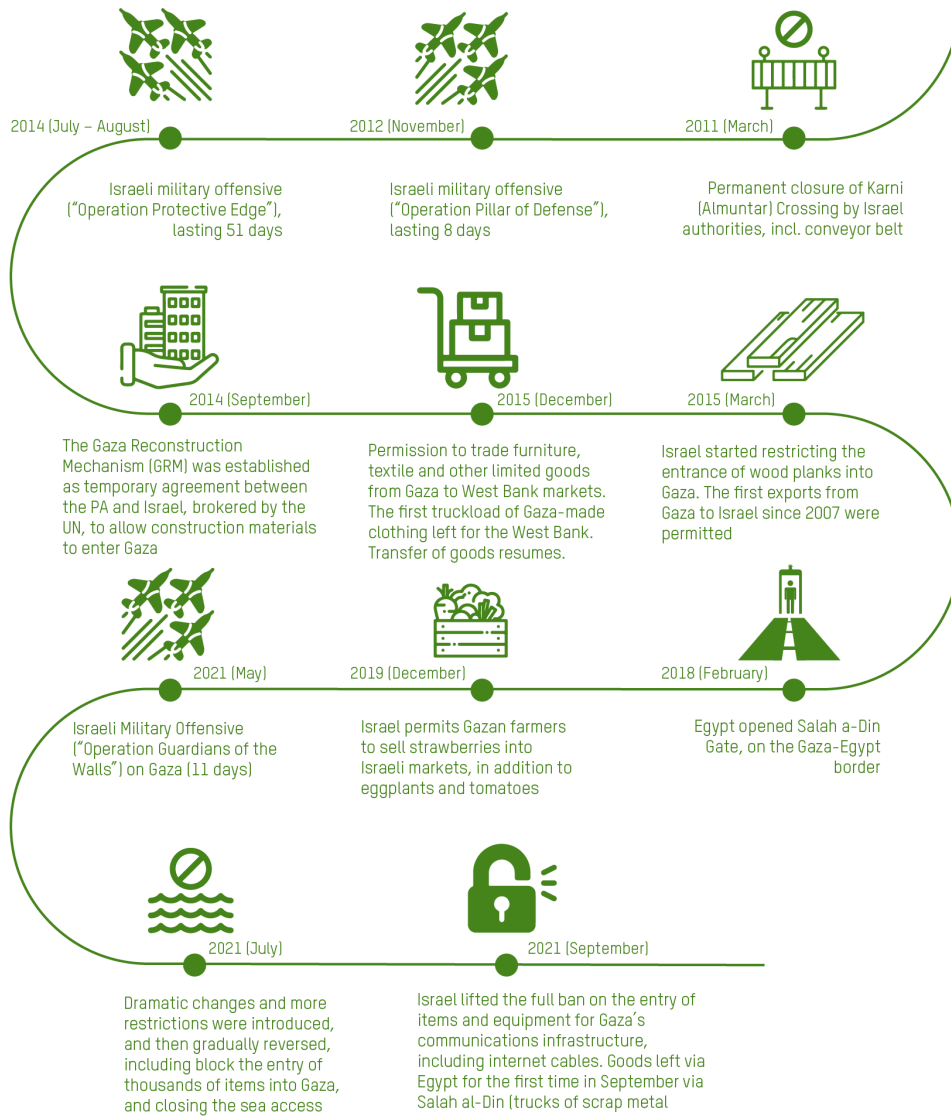 2011 (March)
Permanent closure of Karni
(Almuntar) Crossing by Israel
authorities, incl. conveyor belt
2012 (November)
Israeli military offensive
("Operation Pillar of Defense"),
lasting 8 days
2014 (July – August)
Israeli military offensive
("Operation Protective Edge"),
lasting 51 days
2014 (September)
The Gaza Reconstruction
Mechanism (GRM) was established
as temporary agreement between
the PA and Israel, brokered by the
UN, to allow construction materials
to enter Gaza
2015 (December)
Permission to trade furniture,
textile and other limited goods
from Gaza to West Bank markets.
The first truckload of Gaza-made
clothing left for the West Bank.
Transfer of goods resumes.
2015 (March)
Israel started restricting the
entrance of wood planks into
Gaza. The first exports from
Gaza to Israel since 2007 were
permitted
2018 (February)
Egypt opened Salah a-Din
Gate, on the Gaza-Egypt
border
2019 (December)
Israel permits Gazan farmers
to sell strawberries into
Israeli markets, in addition to
eggplants and tomatoes
2021 (May)
Israeli Military Offensive
("Operation Guardians of the
Walls") on Gaza (11 days)
2021 (July)
Dramatic changes and more
restrictions were introduced,
and then gradually reversed,
including block the entry of
thousands of items into Gaza,
and closing the sea access
2021 (September)
Israel lifted the full ban on the entry of
items and equipment for Gaza's
communications infrastructure,
including internet cables. Goods left via
Egypt for the first time in September via
Salah al-Din (trucks of scrap metal